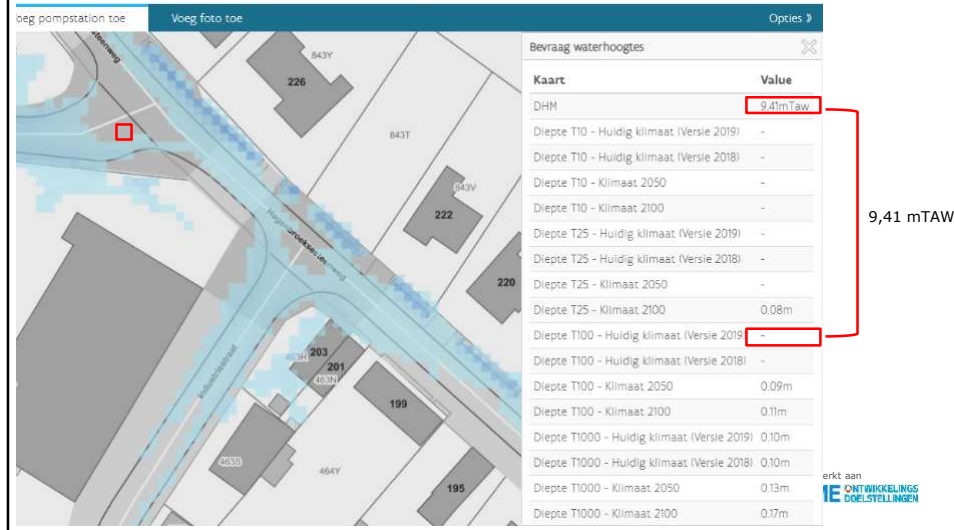 oeg pompstation toe
Voeg foto toe
Opties
Bevraag waterhoogtes
Kaart Value
DHM 9.41mTaw
Diepte T10 - Huidig klimaat (Versie 2019) -
Diepte T10 - Huidig klimaat (Versie 2018) -
Diepte T10 - Klimaat 2050 -
Diepte T10 - Klimaat 2100 -
Diepte T25 - Huidig klimaat (Versie 2019) -
Diepte T25 - Huidig klimaat (Versie 2018) -
Diepte T25 - Klimaat 2050 -
Diepte T25 - Klimaat 2100 0.08m
Diepte T100 - Huidig klimaat (Versie 2019) -
Diepte T100 - Huidig klimaat (Versie 2018) -
Diepte T100 - Klimaat 2050 0.09m
Diepte T100 - Klimaat 2100 0.11m
Diepte T1000 - Huidig klimaat (Versie 2019) 0.10m
Diepte T1000 - Huidig klimaat (Versie 2018) 0.10m
Diepte T1000 - Klimaat 2050 0.13m
Diepte T1000 - Klimaat 2100 0.17m
9,41 mTAW
843Y
226
843T
843V
222
220
203
201
463R
463N
199
463S
464Y
195
Industriestraat
erkt aan
ONTWIKKELINGS
DOELSTELLINGEN